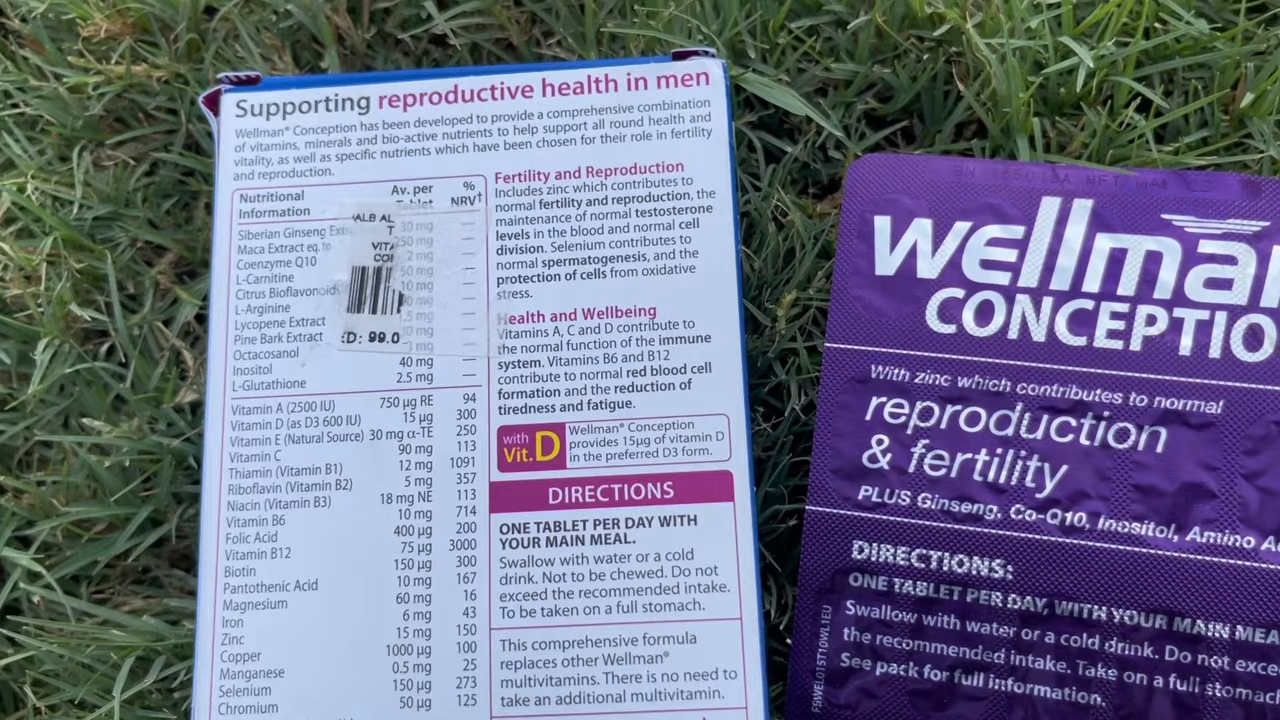 Supporting reproductive health in men
Wellman® Conception has been developed to provide a comprehensive combination
of vitamins, minerals and bio-active nutrients to help support all round health and
vitality, as well as specific nutrients which have been chosen for their role in fertility
and reproduction.
Nutritional Av. per %
Information NRV†
Siberian Ginseng 30 mg —
Maca Extract eq. to 250 mg —
Coenzyme Q10 2 mg —
L-Carnitine 50 mg —
Citrus Bioflavonoid 10 mg —
L-Arginine mg —
Lycopene Extract mg —
Pine Bark Extract mg —
Octacosanol mg —
Inositol 40 mg —
L-Glutathione 2.5 mg —
ALB AL
T
VITA
COI
D: 99.0
Vitamin A (2500 IU) 750 µg RE 94
Vitamin D (as D3 600 IU) 15 µg 300
Vitamin E (Natural Source) 30 mg α-TE 250
Vitamin C 90 mg 113
Thiamin (Vitamin B1) 12 mg 1091
Riboflavin (Vitamin B2) 5 mg 357
Niacin (Vitamin B3) 18 mg NE 113
Vitamin B6 10 mg 714
Folic Acid 400 µg 200
Vitamin B12 75 µg 3000
Biotin 150 µg 300
Pantothenic Acid 10 mg 167
Magnesium 60 mg 16
Iron 6 mg 43
Zinc 15 mg 150
Copper 1000 µg 100
Manganese 0.5 mg 25
Selenium 150 µg 273
Chromium 50 µg 125
Fertility and Reproduction
Includes zinc which contributes to
normal fertility and reproduction, the
maintenance of normal testosterone
levels in the blood and normal cell
division. Selenium contributes to
normal spermatogenesis, and the
protection of cells from oxidative
stress.
Health and Wellbeing
Vitamins A, C and D contribute to
the normal function of the immune
system. Vitamins B6 and B12
contribute to normal red blood cell
formation and the reduction of
tiredness and fatigue.
with
Vit.D
Wellman® Conception
provides 15µg of vitamin D
in the preferred D3 form.
DIRECTIONS
ONE TABLET PER DAY WITH
YOUR MAIN MEAL.
Swallow with water or a cold
drink. Not to be chewed. Do not
exceed the recommended intake.
To be taken on a full stomach.
This comprehensive formula
replaces other Wellman®
multivitamins. There is no need to
take an additional multivitamin.
wellma
CONCEPTIO
With zinc which contributes to normal
reproduction
& fertility
PLUS Ginseng, Co-Q10, Inositol, Amino A
DIRECTIONS:
ONE TABLET PER DAY, WITH YOUR MAIN MEA
Swallow with water or a cold drink. Do not exce
the recommended intake. Take on a full stomac
See pack for full information.